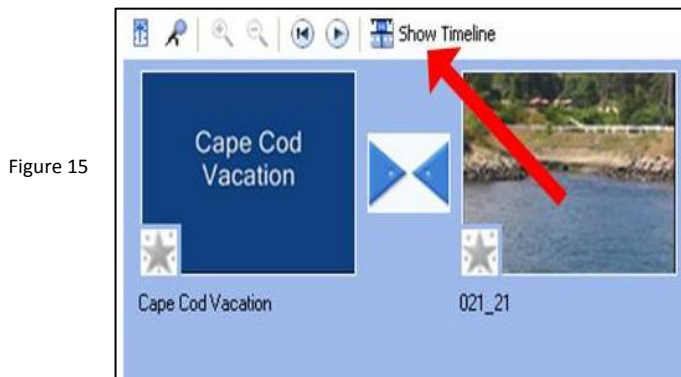 Show Timeline
Cape Cod
Vacation
Figure 15
Cape Cod Vacation
021_21